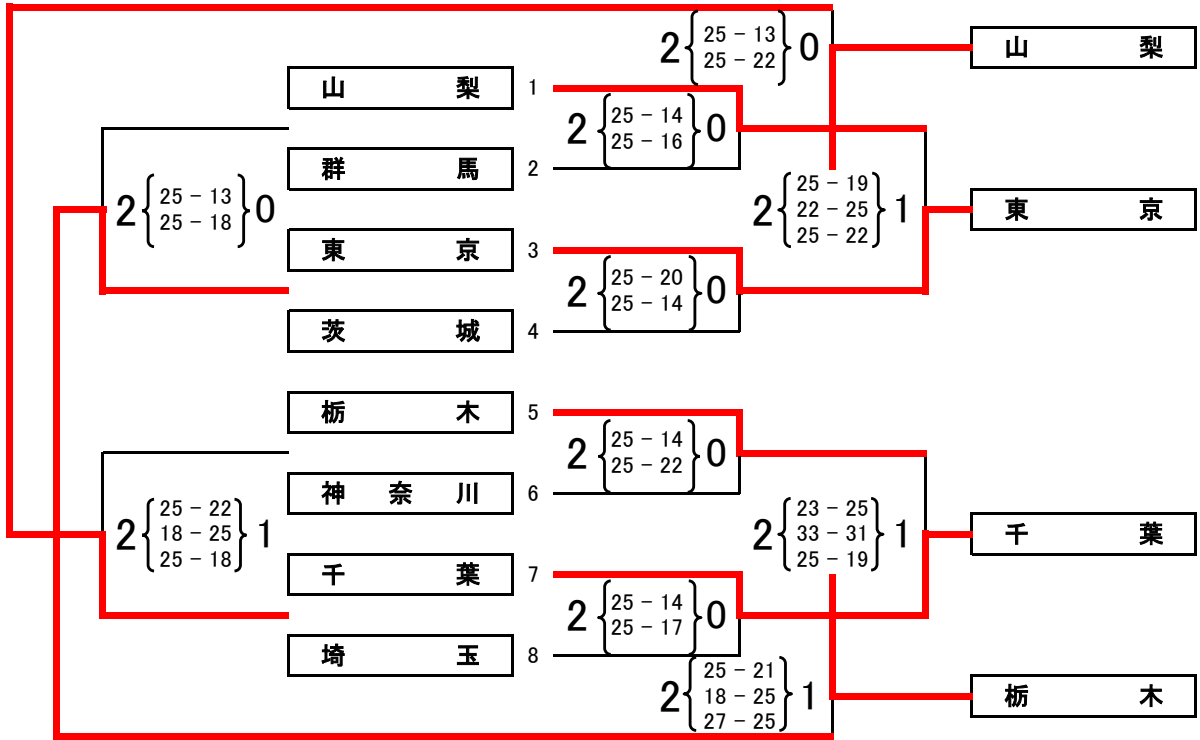 2 25 − 13 0
25 − 22
山 梨
山 梨 1
2 25 − 14 0
25 − 16
群 馬 2
2 25 − 13 0
25 − 18
2 25 − 19 1
22 − 25
25 − 22
東 京
東 京 3
2 25 − 20 0
25 − 14
茨 城 4
栃 木 5
2 25 − 14 0
25 − 22
神 奈 川 6
2 25 − 22 1
18 − 25
25 − 18
2 23 − 25 1
33 − 31
25 − 19
千 葉
千 葉 7
2 25 − 14 0
25 − 17
埼 玉 8
2 25 − 21 1
18 − 25
27 − 25
栃 木